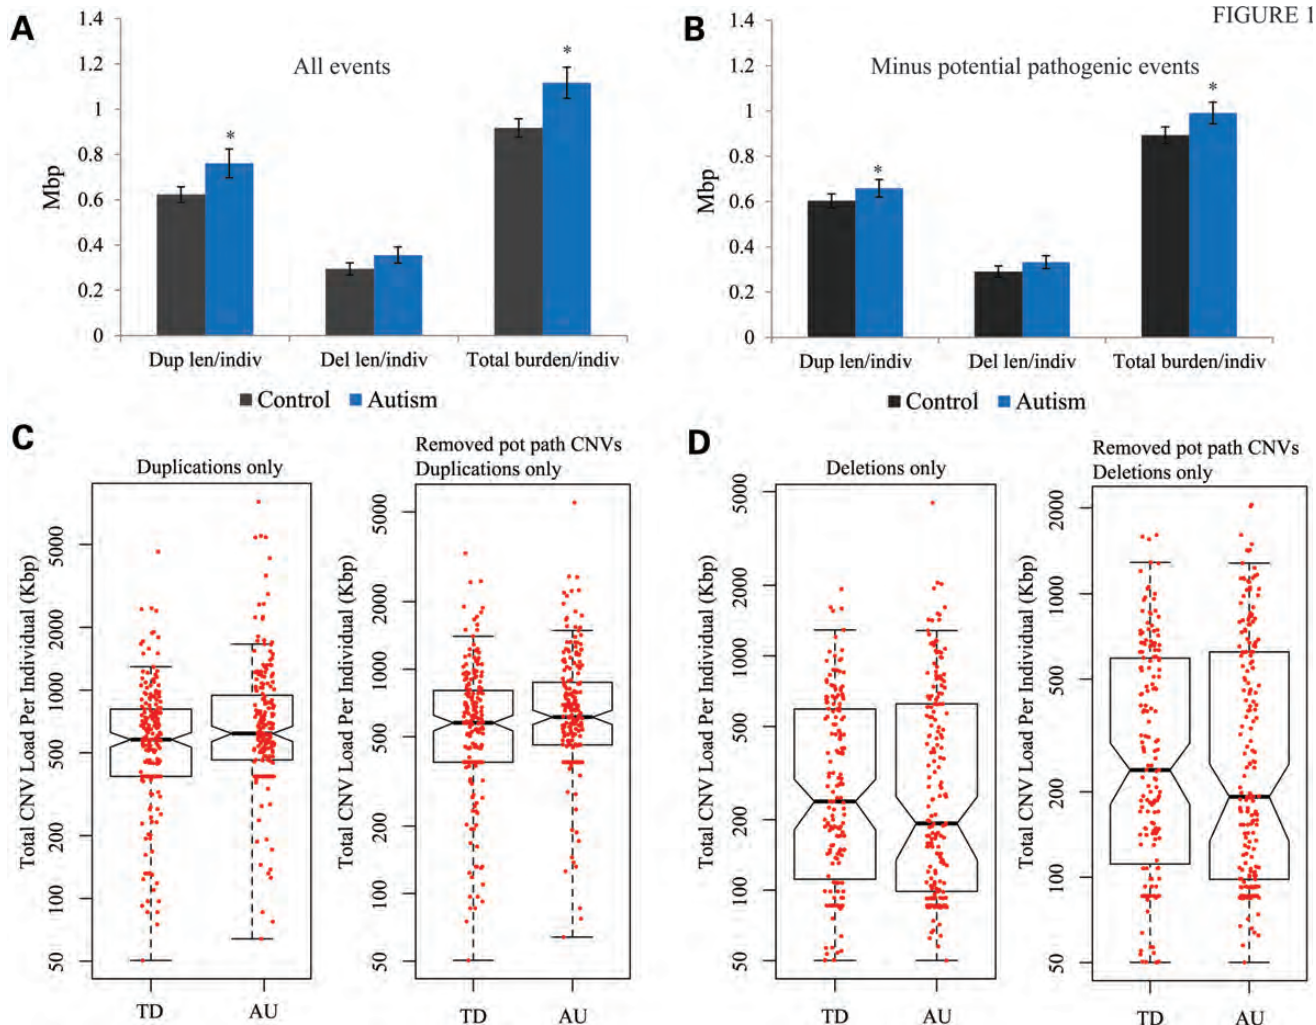 FIGURE 1
A
All events
Mbp
1.4
1.2
1
0.8
0.6
0.4
0.2
0
*
*
Dup len/indiv
Del len/indiv
Total burden/indiv
Control
Autism
B
Minus potential pathogenic events
Mbp
1.4
1.2
1
0.8
0.6
0.4
0.2
0
*
*
Dup len/indiv
Del len/indiv
Total burden/indiv
Control
Autism
C
Duplications only
Total CNV Load Per Individual (Kbp)
5000
2000
1000
500
200
100
50
TD
AU
Removed pot path CNVs
Duplications only
Total CNV Load Per Individual (Kbp)
5000
2000
1000
500
200
100
50
TD
AU
D
Deletions only
Total CNV Load Per Individual (Kbp)
5000
2000
1000
500
200
100
50
TD
AU
Removed pot path CNVs
Deletions only
Total CNV Load Per Individual (Kbp)
2000
1000
500
200
100
50
TD
AU